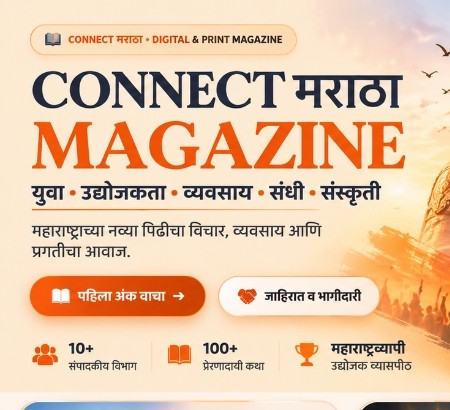 CONNECT मराठा • DIGITAL & PRINT MAGAZINE
CONNECT मराठा
MAGAZINE
युवा • उद्योजकता • व्यवसाय • संधी • संस्कृती
महाराष्ट्राच्या नव्या पिढीचा विचार, व्यवसाय आणि
प्रगतीचा आवाज.
पहिला अंक वाचा →
जाहिरात व भागीदारी
10+
संपादकीय विभाग
100+
प्रेरणादायी कथा
महाराष्ट्रव्यापी
उद्योजक व्यासपीठ